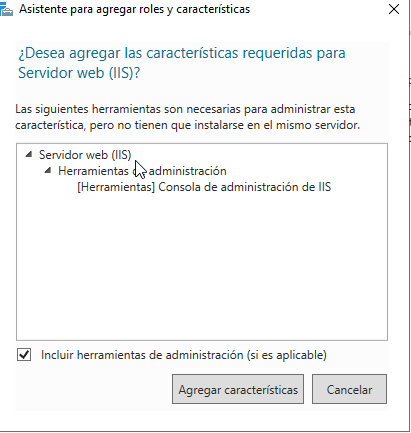 Asistente para agregar roles y características
¿Desea agregar las características requeridas para
Servidor web (IIS)?
Las siguientes herramientas son necesarias para administrar esta
característica, pero no tienen que instalarse en el mismo servidor.
Servidor web (IIS)
Herramientas de administración
[Herramientas] Consola de administración de IIS
Incluir herramientas de administración (si es aplicable)
Agregar características
Cancelar